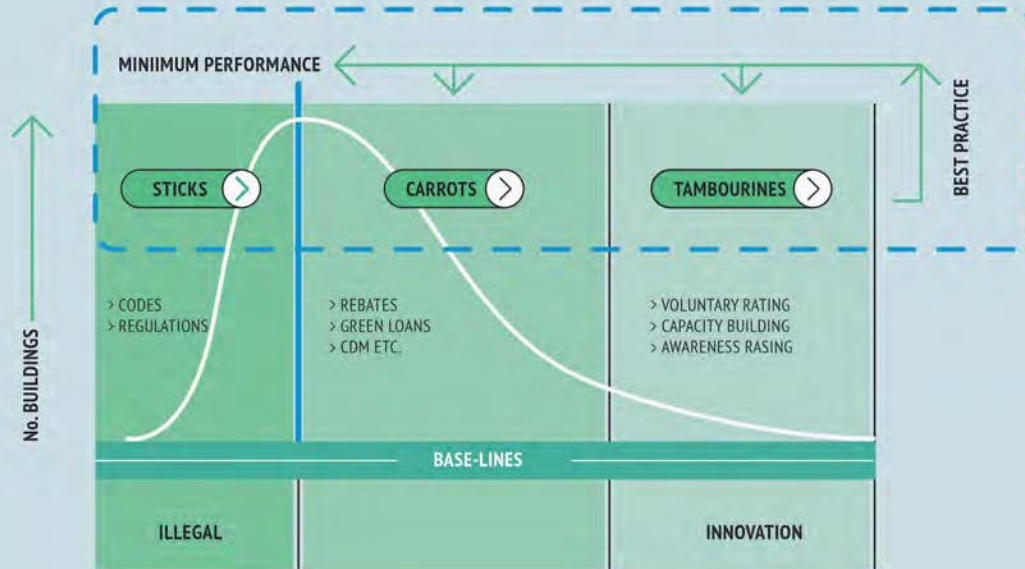 MINIIMUM PERFORMANCE
BEST PRACTICE
No. BUILDINGS
STICKS
CARROTS
TAMBOURINES
> CODES
> REGULATIONS
> REBATES
> GREEN LOANS
> CDM ETC.
> VOLUNTARY RATING
> CAPACITY BUILDING
> AWARENESS RASING
BASE-LINES
ILLEGAL
INNOVATION